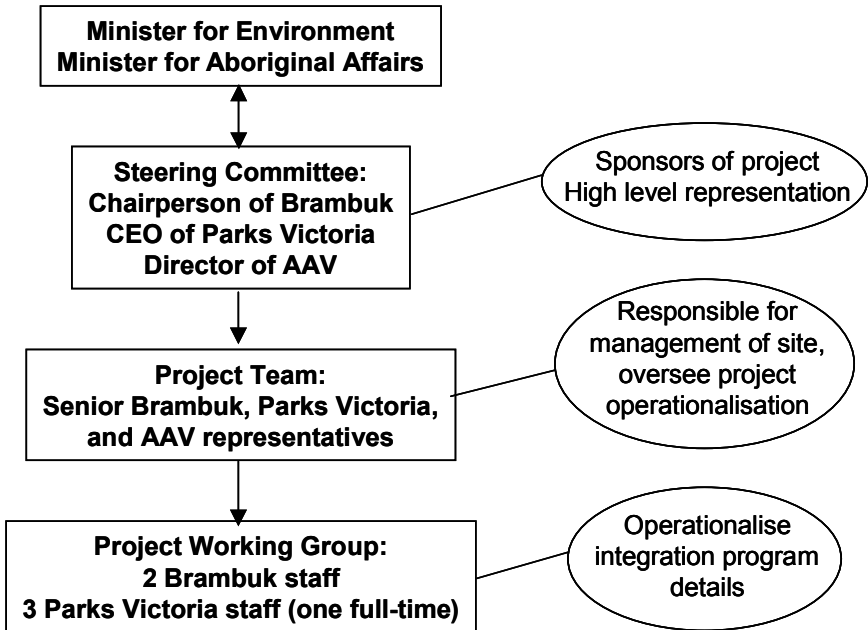 Minister for Environment
Minister for Aboriginal Affairs
Steering Committee:
Chairperson of Brambuk
CEO of Parks Victoria
Director of AAV
Sponsors of project
High level representation
Project Team:
Senior Brambuk, Parks Victoria,
and AAV representatives
Responsible for
management of site,
oversee project
operationalisation
Project Working Group:
2 Brambuk staff
3 Parks Victoria staff (one full-time)
Operationalise
integration program
details